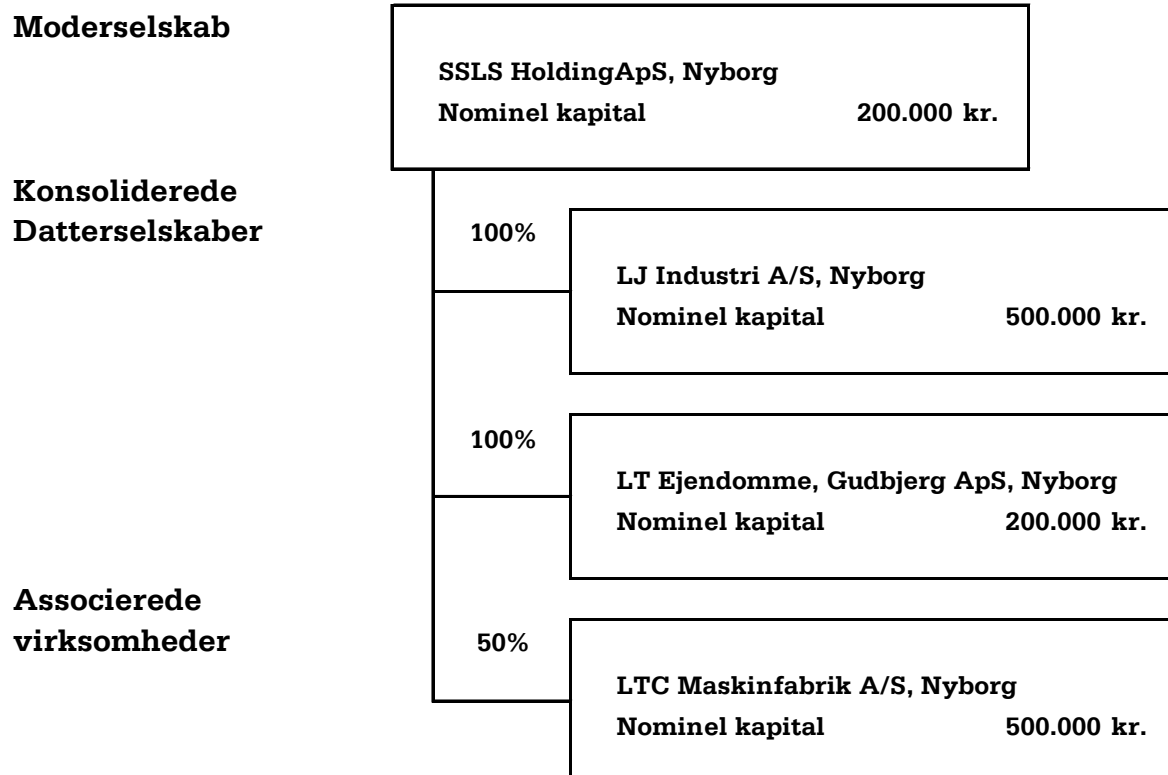 Moderselskab
SSLS HoldingApS, Nyborg
Nominel kapital 200.000 kr.
Konsoliderede
Datterselskaber
100%
LJ Industri A/S, Nyborg
Nominel kapital 500.000 kr.
100%
LT Ejendomme, Gudbjerg ApS, Nyborg
Nominel kapital 200.000 kr.
Associerede
virksomheder
50%
LTC Maskinfabrik A/S, Nyborg
Nominel kapital 500.000 kr.